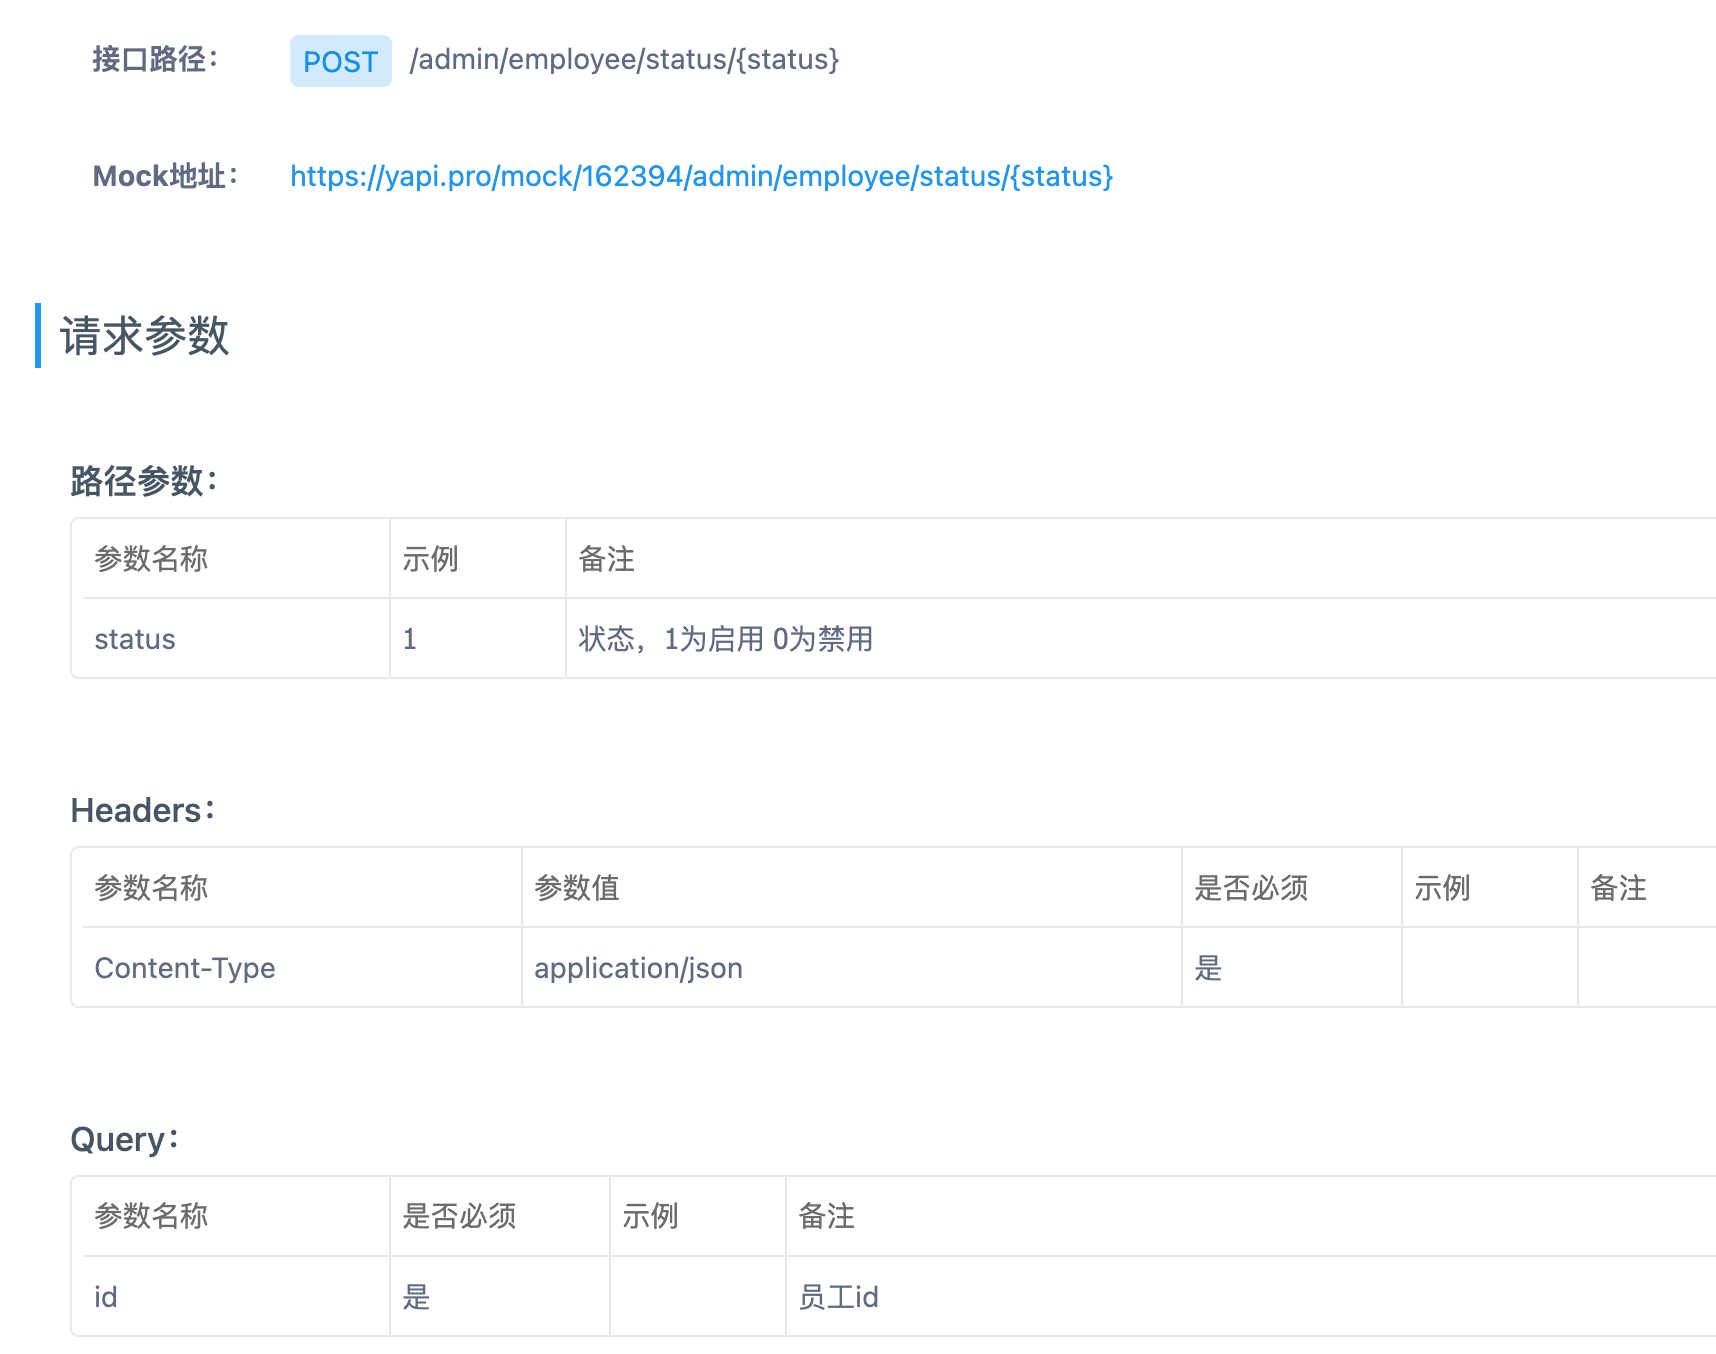 接口路径： POST /admin/employee/status/{status}
Mock地址： https://yapi.pro/mock/162394/admin/employee/status/{status}
请求参数
路径参数：
参数名称 示例 备注
status 1 状态，1为启用 0为禁用
Headers：
参数名称 参数值 是否必须 示例 备注
Content-Type application/json 是
Query：
参数名称 是否必须 示例 备注
id 是 员工id